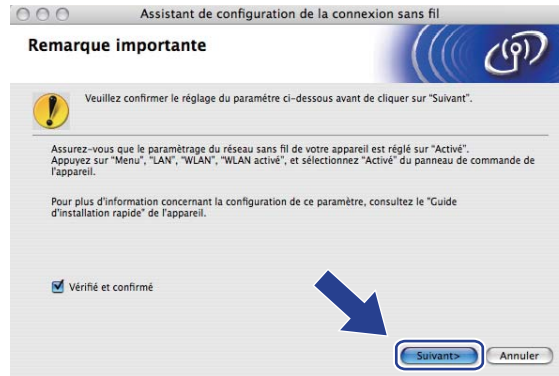 Assistant de configuration de la connexion sans fil
Remarque importante
Veuillez confirmer le réglage du paramétre ci-dessous avant de cliquer sur "Suivant".
Assurez-vous que le paramètrage du réseau sans fil de votre appareil est réglé sur "Activé".
Appuyez sur "Menu", "LAN", "WLAN", "WLAN activé", et sélectionnez "Activé" du panneau de commande de
l'appareil.
Pour plus d'information concernant la configuration de ce paramètre, consultez le "Guide
d'installation rapide" de l'appareil.
Vérifié et confirmé
Suivant>
Annuler